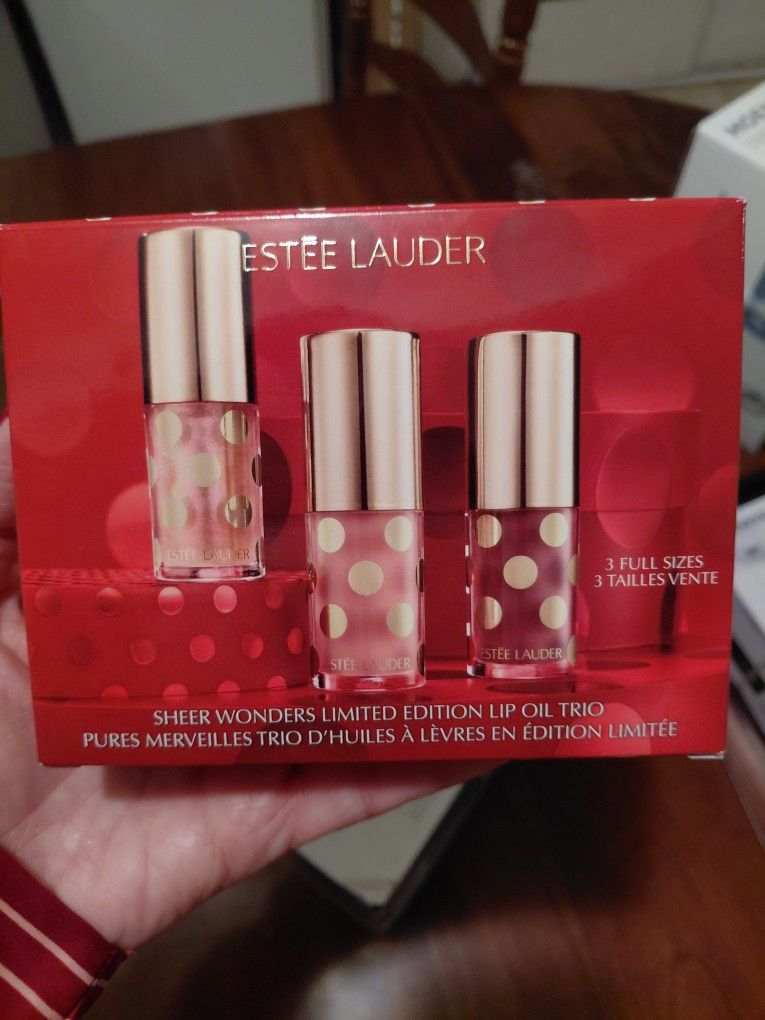 ESTĒE LAUDER
ESTĒE LAUDER
STĒE LAUDER
ESTĒE LAUDER
3 FULL SIZES
3 TAILLES VENTE
SHEER WONDERS LIMITED EDITION LIP OIL TRIO
PURES MERVEILLES TRIO D'HUILES À LÈVRES EN ÉDITION LIMITÉE